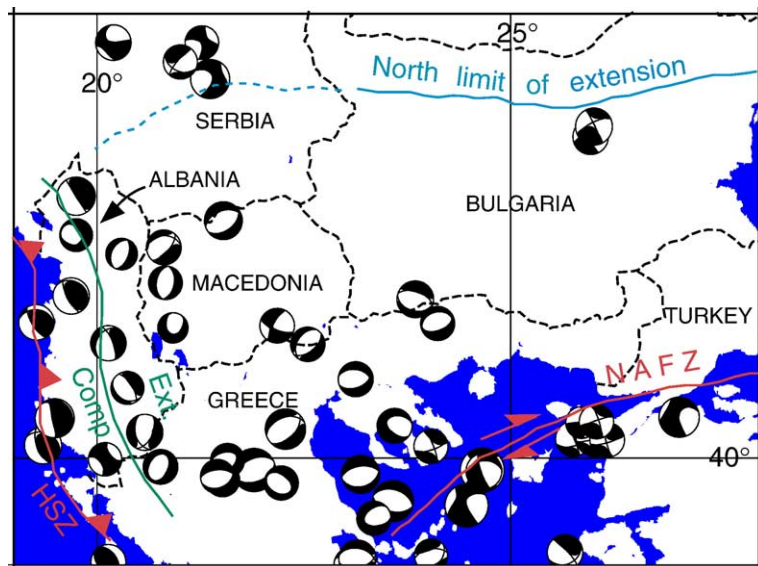 25°
20°
North limit of extension
SERBIA
ALBANIA
BULGARIA
MACEDONIA
TURKEY
NAFZ
GREECE
Comp
Ext
40°
HSZ